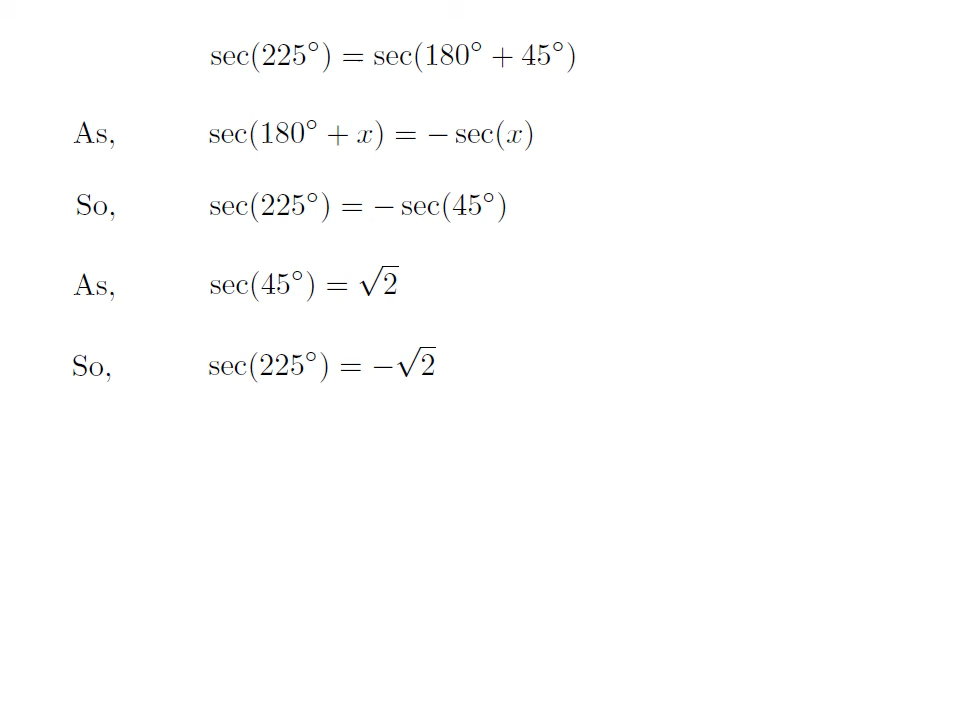 sec(225°) = sec(180° + 45°)
As, sec(180° + x) = − sec(x)
So, sec(225°) = − sec(45°)
As, sec(45°) = √2
So, sec(225°) = −√2